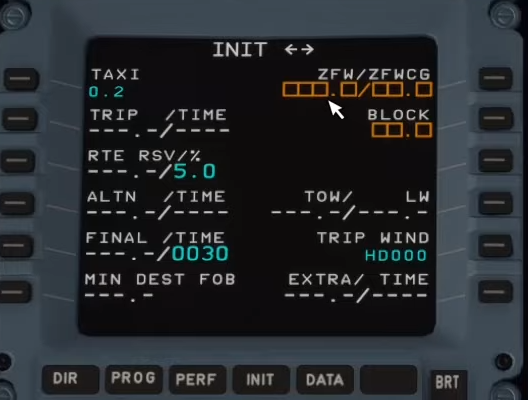 INIT ←→
TAXI ZFW/ZFWCG
0.2 □□□.□/□□.□
TRIP /TIME BLOCK
---.-/---- □□.□
RTE RSV/%
---.-/5.0
ALTN /TIME TOW/ LW
---.-/---- ---.-/---.-
FINAL /TIME TRIP WIND
---.-/0030 HD000
MIN DEST FOB EXTRA/ TIME
---.- ---.-/----
DIR PROG PERF INIT DATA BRT